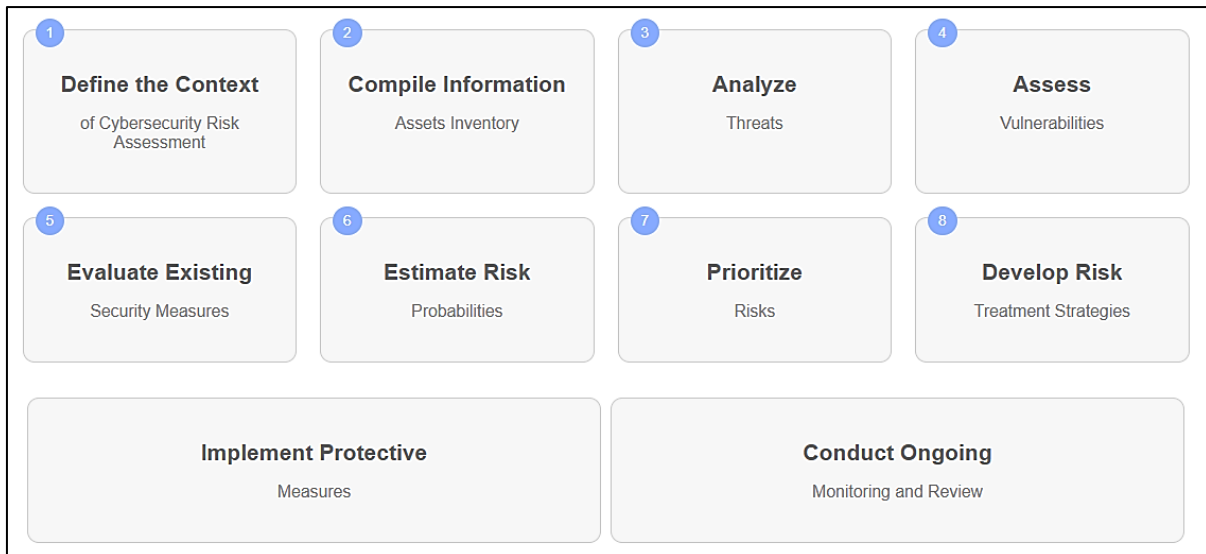 1
Define the Context
of Cybersecurity Risk
Assessment
2
Compile Information
Assets Inventory
3
Analyze
Threats
4
Assess
Vulnerabilities
5
Evaluate Existing
Security Measures
6
Estimate Risk
Probabilities
7
Prioritize
Risks
8
Develop Risk
Treatment Strategies
Implement Protective
Measures
Conduct Ongoing
Monitoring and Review